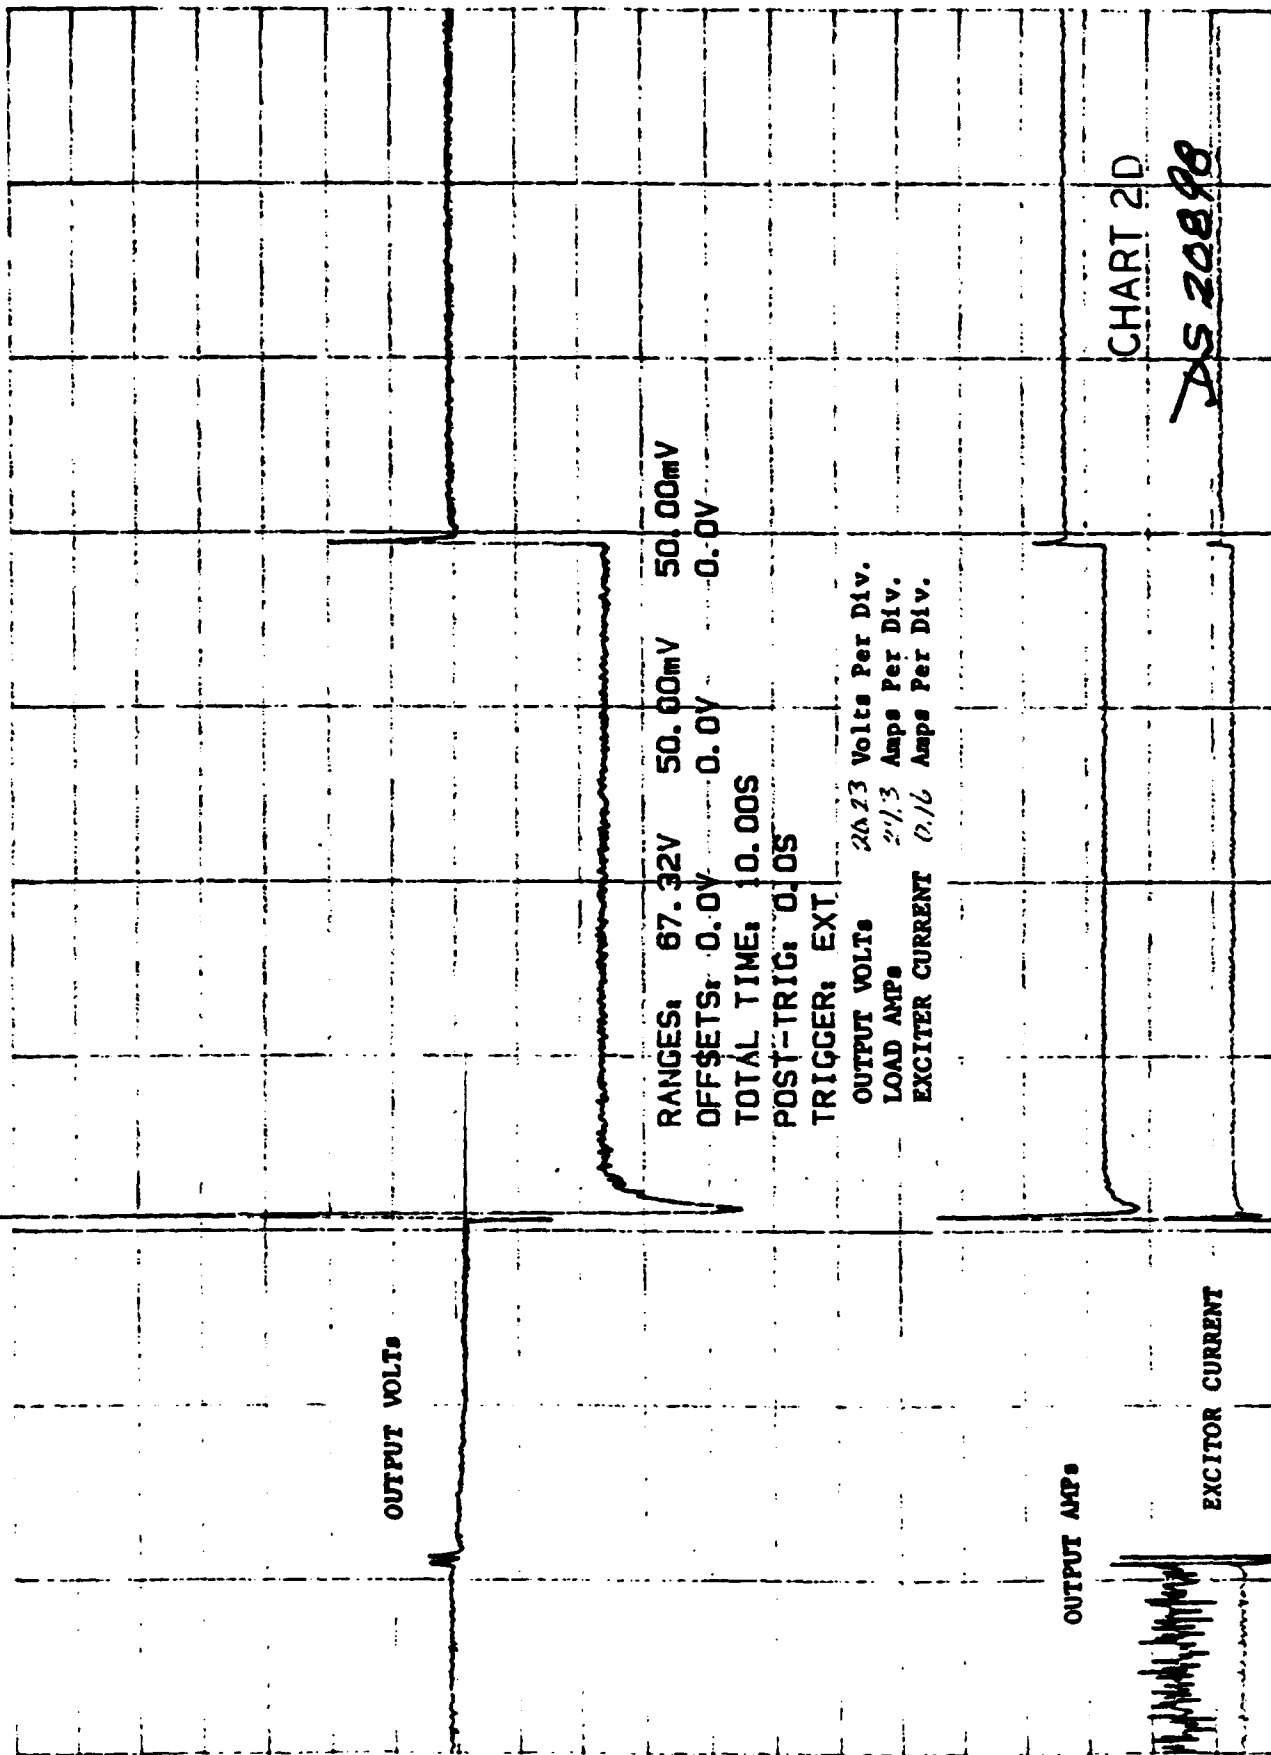 OUTPUT VOLTs
OUTPUT AMPs
EXCITOR CURRENT
RANGES: 67.32V 50.00mV 50.00mV
OFFSETS: 0.0V 0.0V 0.0V
TOTAL TIME: 10.00S
POST-TRIG: 0.0S
TRIGGER: EXT
OUTPUT VOLTs Volts Per Div.
LOAD AMPs Amps Per Div.
EXCITER CURRENT 0.16 Amps Per Div.
CHART 2D
DS 20898